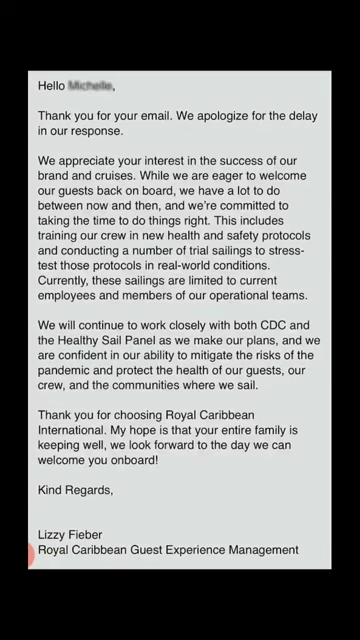 Hello Michelle,
Thank you for your email. We apologize for the delay
in our response.
We appreciate your interest in the success of our
brand and cruises. While we are eager to welcome
our guests back on board, we have a lot to do
between now and then, and we're committed to
taking the time to do things right. This includes
training our crew in new health and safety protocols
and conducting a number of trial sailings to stress-
test those protocols in real-world conditions.
Currently, these sailings are limited to current
employees and members of our operational teams.
We will continue to work closely with both CDC and
the Healthy Sail Panel as we make our plans, and we
are confident in our ability to mitigate the risks of the
pandemic and protect the health of our guests, our
crew, and the communities where we sail.
Thank you for choosing Royal Caribbean
International. My hope is that your entire family is
keeping well, we look forward to the day we can
welcome you onboard!
Kind Regards,
Lizzy Fieber
Royal Caribbean Guest Experience Management